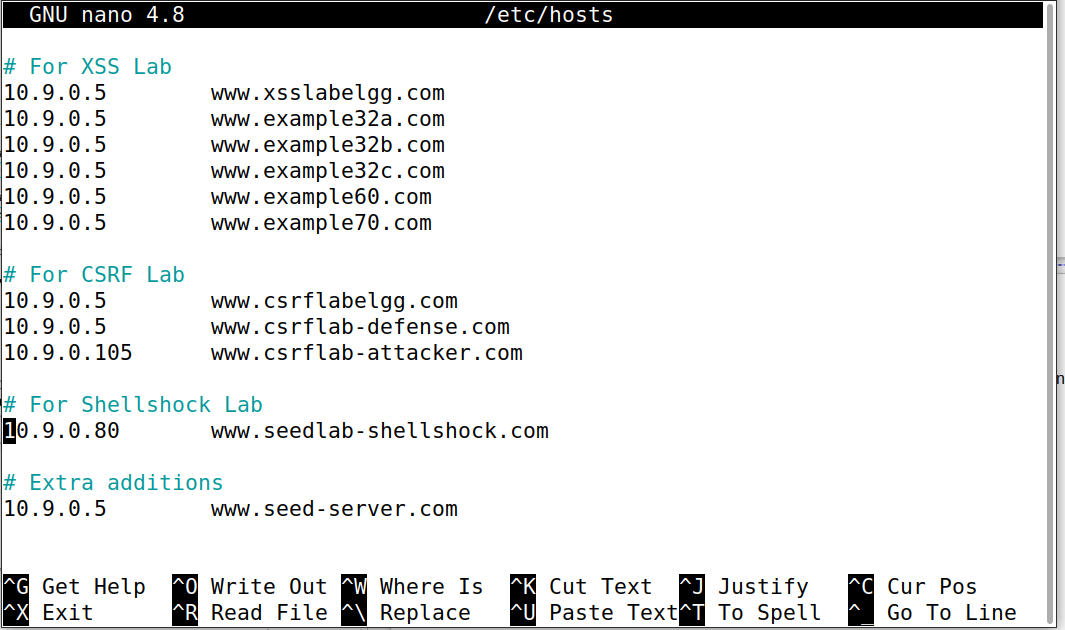 GNU nano 4.8 /etc/hosts
# For XSS Lab
10.9.0.5 www.xsslabelgg.com
10.9.0.5 www.example32a.com
10.9.0.5 www.example32b.com
10.9.0.5 www.example32c.com
10.9.0.5 www.example60.com
10.9.0.5 www.example70.com
# For CSRF Lab
10.9.0.5 www.csrflabelgg.com
10.9.0.5 www.csrflab-defense.com
10.9.0.105 www.csrflab-attacker.com
# For Shellshock Lab
10.9.0.80 www.seedlab-shellshock.com
# Extra additions
10.9.0.5 www.seed-server.com
^G Get Help ^O Write Out ^W Where Is ^K Cut Text ^J Justify ^C Cur Pos
^X Exit ^R Read File ^\ Replace ^U Paste Text ^T To Spell ^_ Go To Line